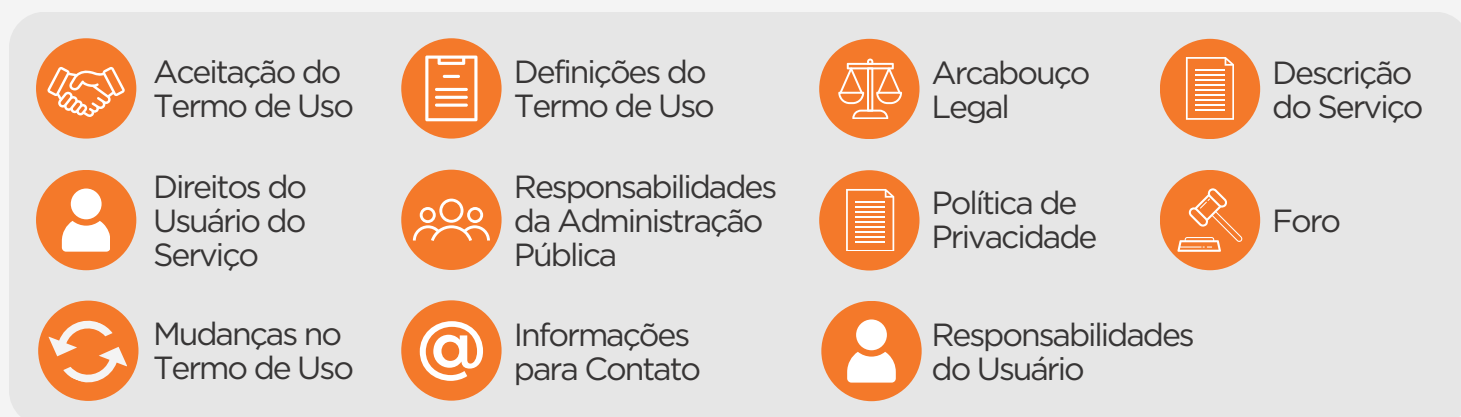 Aceitação do
Termo de Uso
Definições do
Termo de Uso
Arcabouço
Legal
Descrição
do Serviço
Direitos do
Usuário do
Serviço
Responsabilidades
da Administração
Pública
Política de
Privacidade
Foro
Mudanças no
Termo de Uso
Informações
para Contato
Responsabilidades
do Usuário